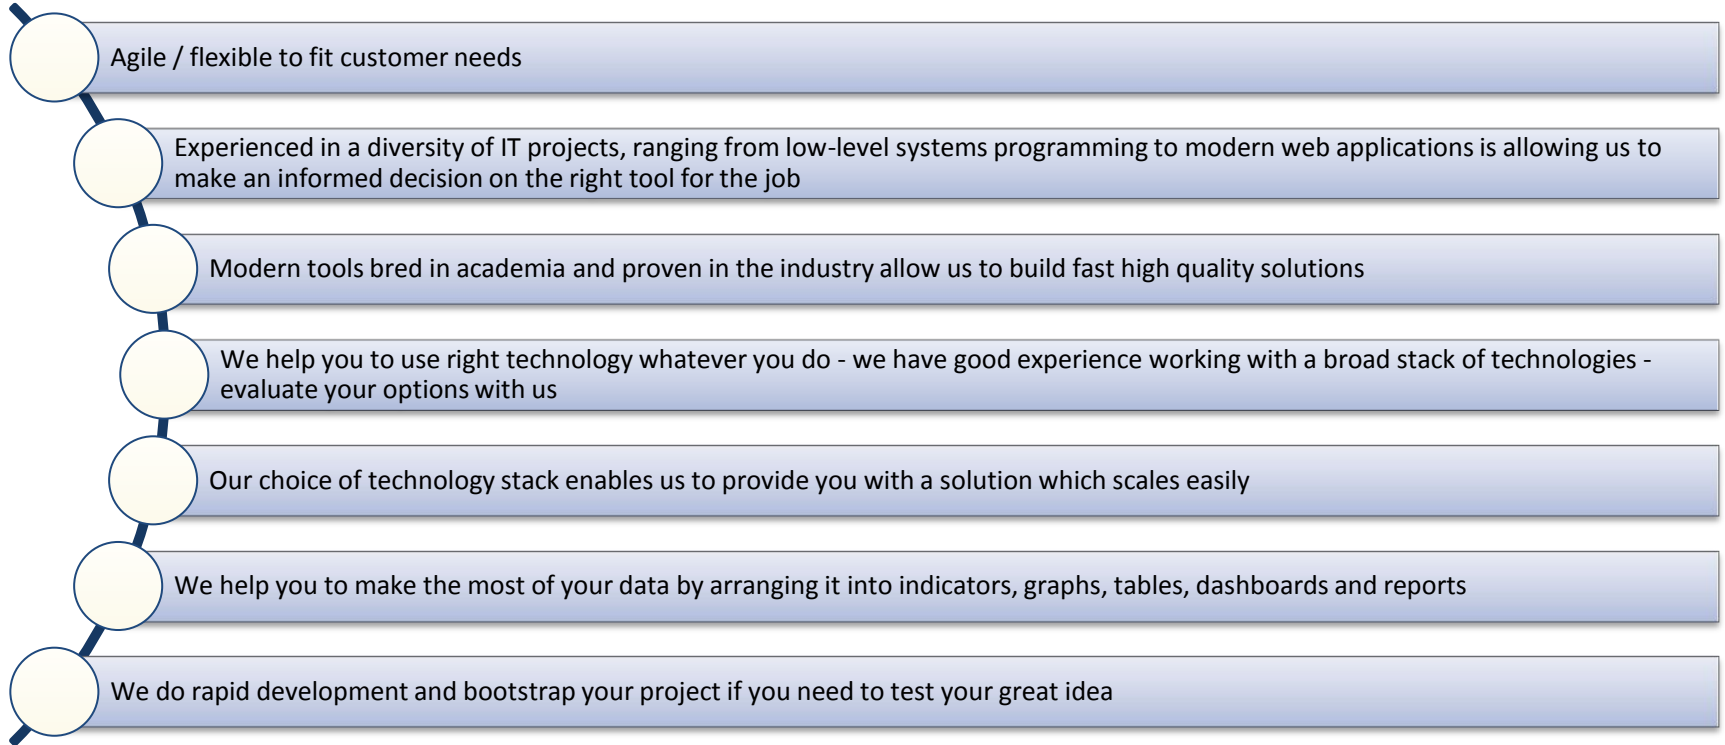 Agile / flexible to fit customer needs
Experienced in a diversity of IT projects, ranging from low-level systems programming to modern web applications is allowing us to
make an informed decision on the right tool for the job
Modern tools bred in academia and proven in the industry allow us to build fast high quality solutions
We help you to use right technology whatever you do - we have good experience working with a broad stack of technologies -
evaluate your options with us
Our choice of technology stack enables us to provide you with a solution which scales easily
We help you to make the most of your data by arranging it into indicators, graphs, tables, dashboards and reports
We do rapid development and bootstrap your project if you need to test your great idea